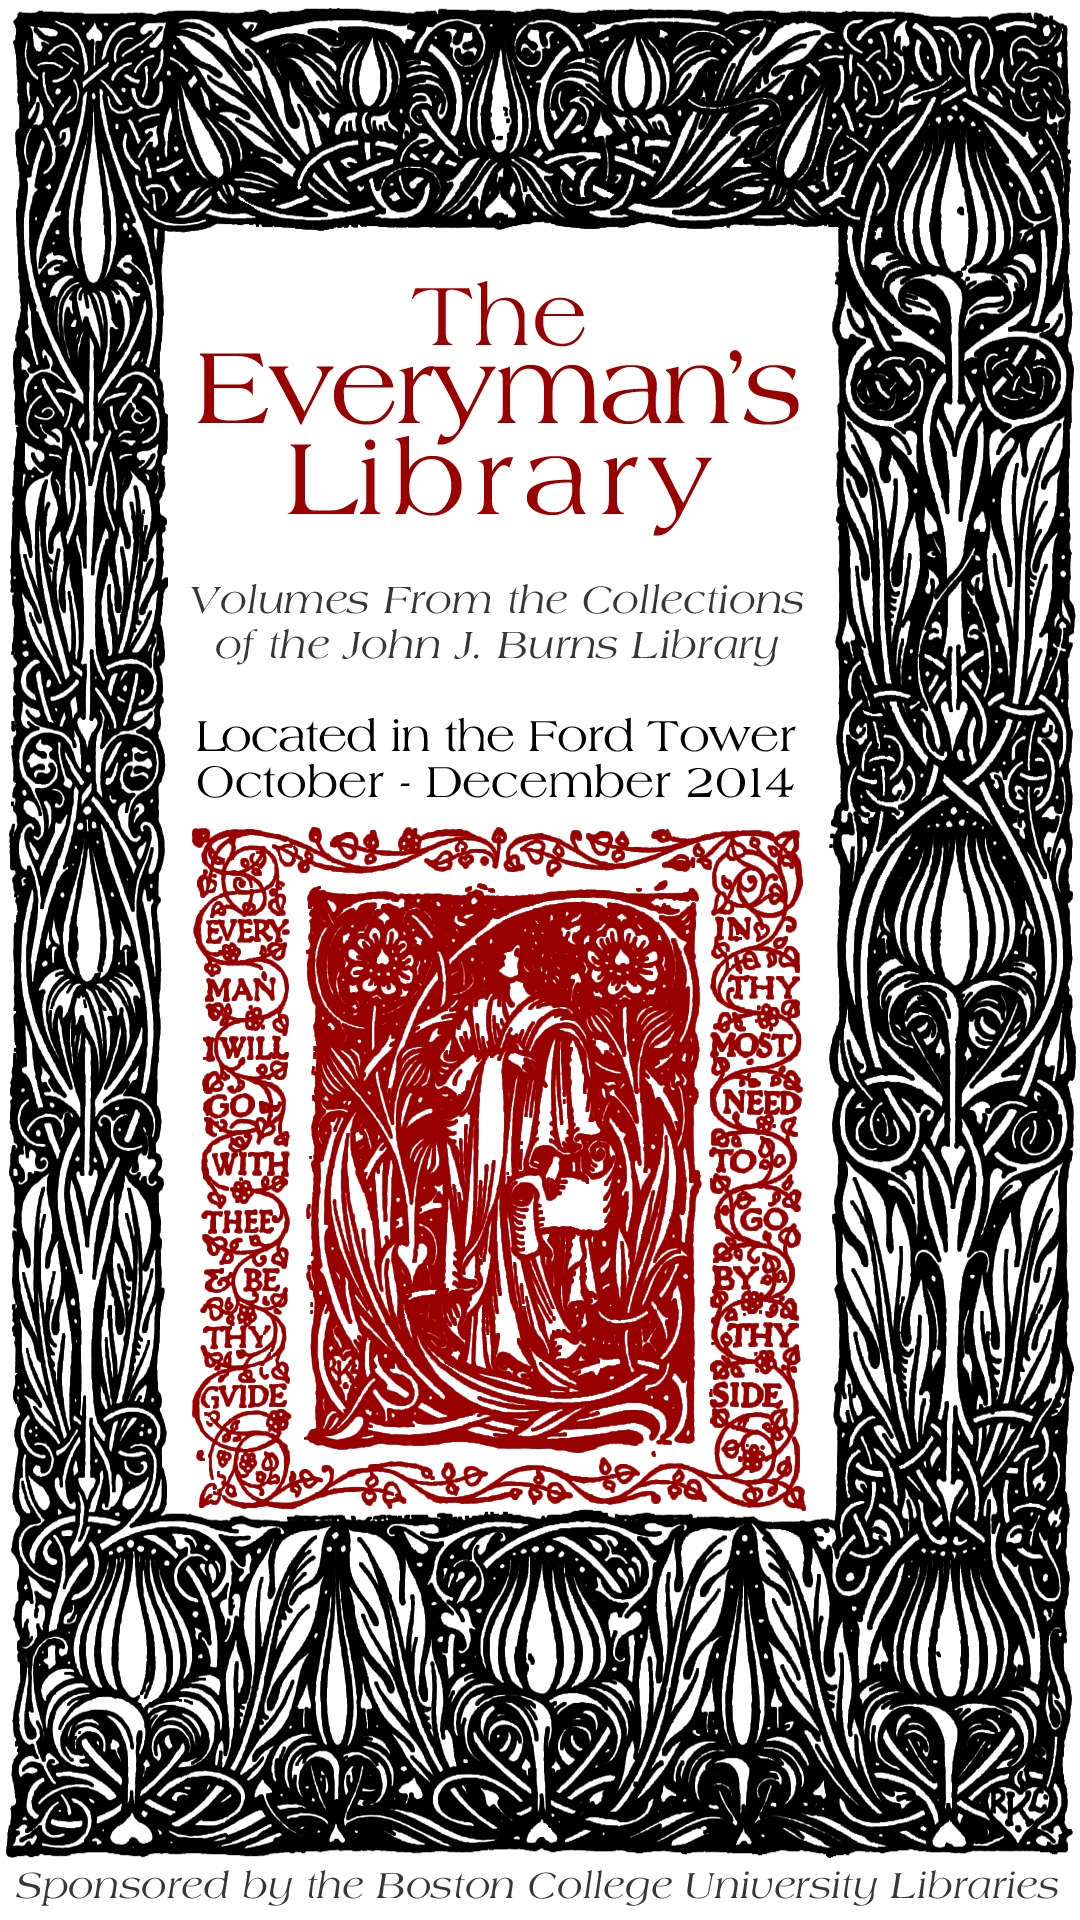 The
Everyman's
Library
Volumes From the Collections
of the John J. Burns Library
Located in the Ford Tower
October - December 2014
EVERY-
MAN
I WILL
GO
WITH
THEE
& BE
THY
GVIDE
IN
THY
MOST
NEED
TO
GO
BY
THY
SIDE
RLK
Sponsored by the Boston College University Libraries